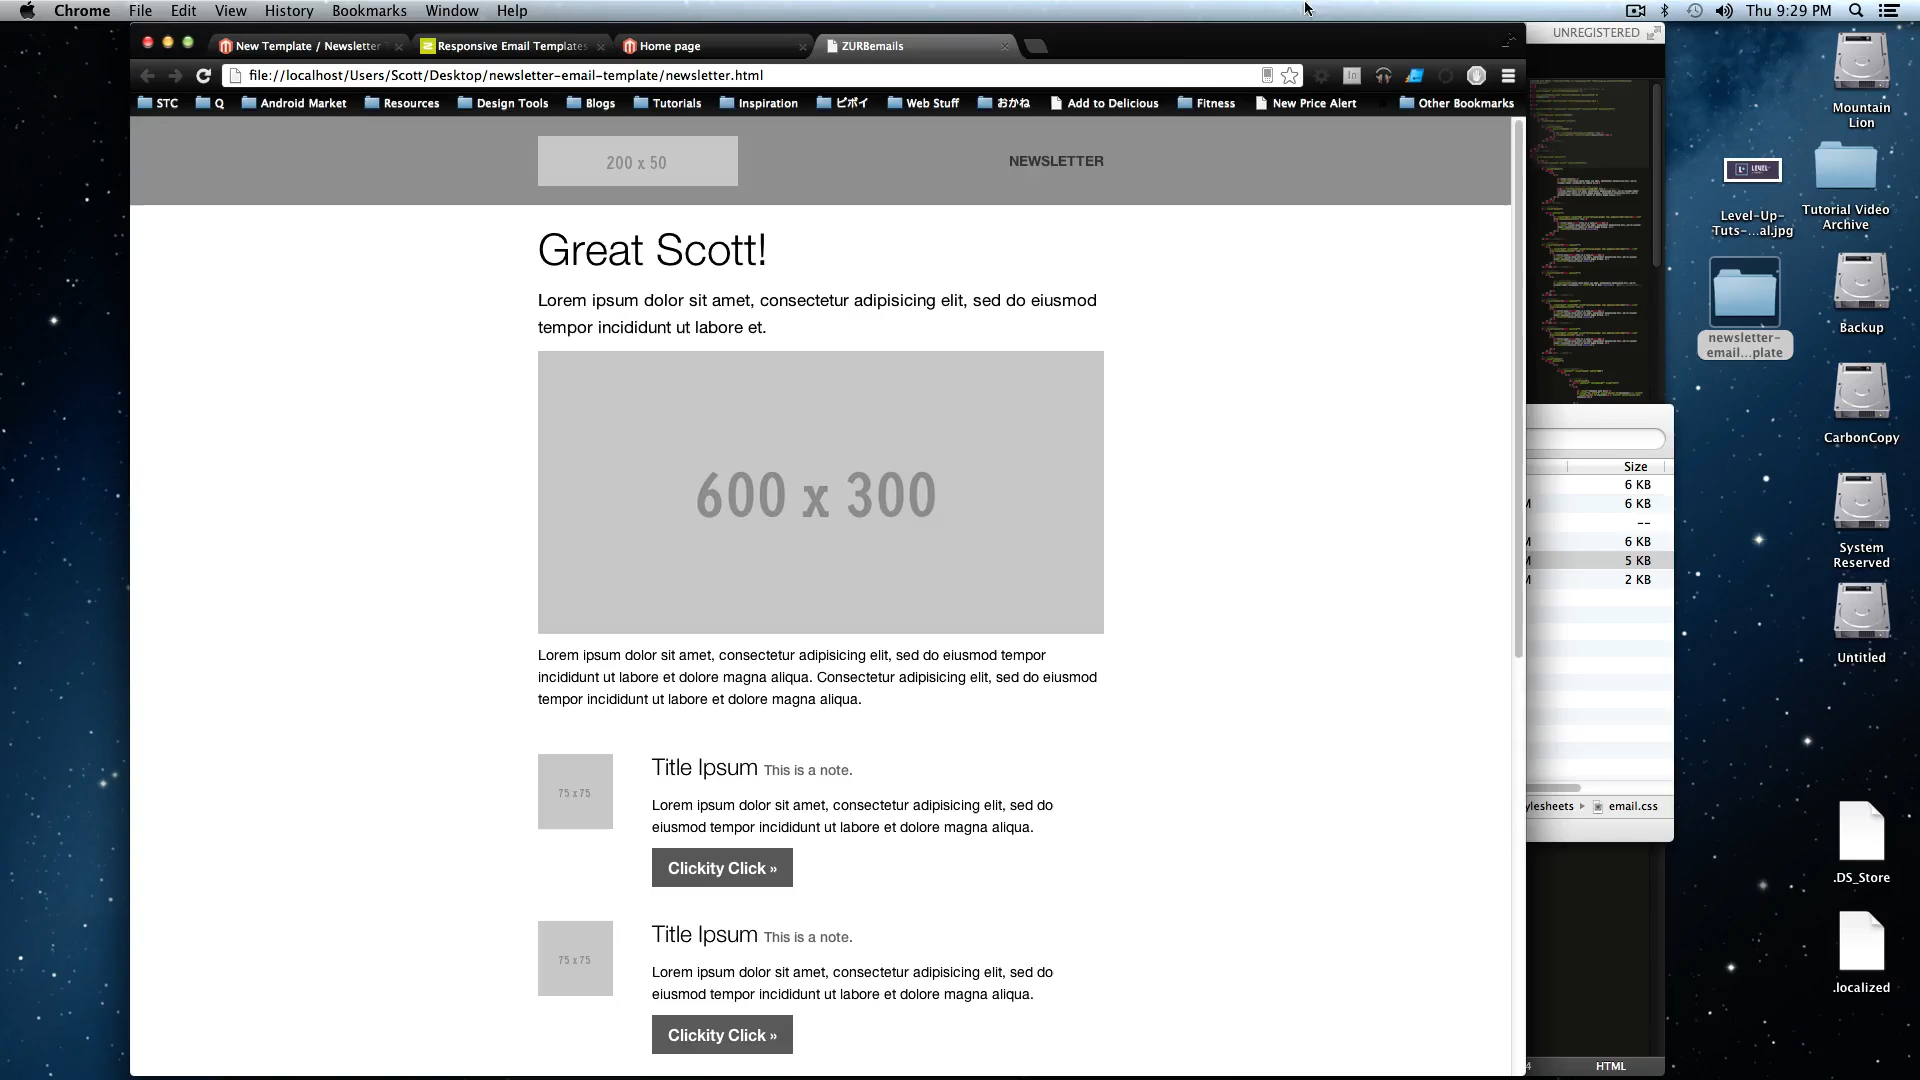 Chrome File Edit View History Bookmarks Window Help
Thu 9:29 PM
New Template / Newsletter
Responsive Email Templates
Home page
ZURBemails
UNREGISTERED
file://localhost/Users/Scott/Desktop/newsletter-email-template/newsletter.html
STC Q Android Market Resources Design Tools Blogs Tutorials Inspiration ビボイ Web Stuff おかね Add to Delicious Fitness New Price Alert Other Bookmarks
200 x 50
NEWSLETTER
Great Scott!
Lorem ipsum dolor sit amet, consectetur adipisicing elit, sed do eiusmod
tempor incididunt ut labore et.
600 x 300
Lorem ipsum dolor sit amet, consectetur adipisicing elit, sed do eiusmod tempor
incididunt ut labore et dolore magna aliqua. Consectetur adipisicing elit, sed do eiusmod
tempor incididunt ut labore et dolore magna aliqua.
75 x 75
Title Ipsum This is a note.
Lorem ipsum dolor sit amet, consectetur adipisicing elit, sed do
eiusmod tempor incididunt ut labore et dolore magna aliqua.
Clickity Click »
75 x 75
Title Ipsum This is a note.
Lorem ipsum dolor sit amet, consectetur adipisicing elit, sed do
eiusmod tempor incididunt ut labore et dolore magna aliqua.
Clickity Click »
Size
6 KB
M 6 KB
--
M 6 KB
M 5 KB
M 2 KB
ylesheets ▸ email.css
4 HTML
Mountain
Lion
LEVEL
Level-Up-
Tuts-...al.jpg
Tutorial Video
Archive
newsletter-
email...plate
Backup
CarbonCopy
System
Reserved
Untitled
.DS_Store
.localized